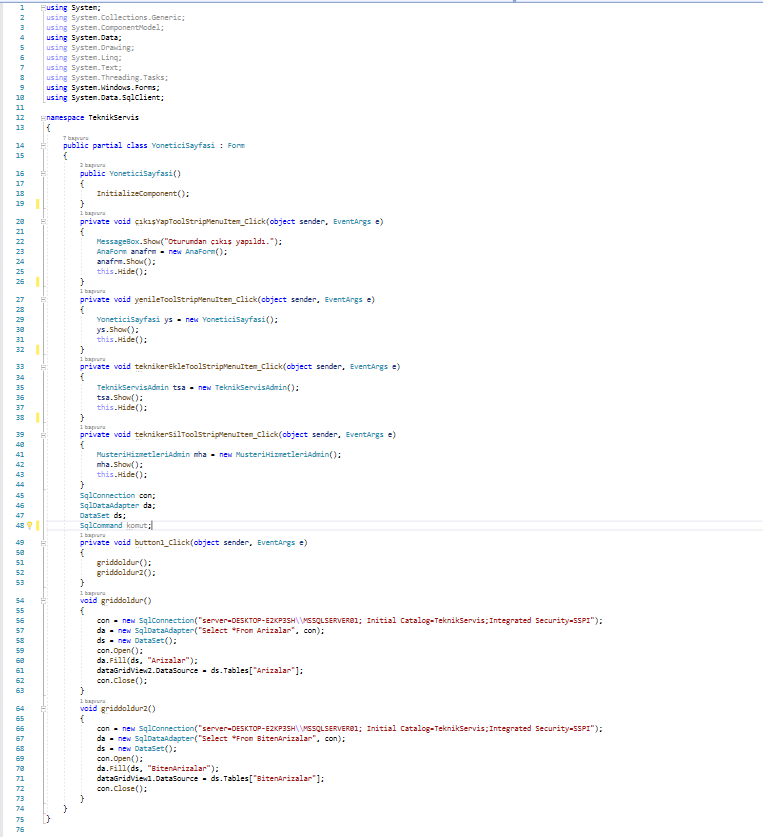 1 using System;
2 using System.Collections.Generic;
3 using System.ComponentModel;
4 using System.Data;
5 using System.Drawing;
6 using System.Linq;
7 using System.Text;
8 using System.Threading.Tasks;
9 using System.Windows.Forms;
10 using System.Data.SqlClient;
11
12 namespace TeknikServis
13 {
7 başvuru
14 public partial class YoneticiSayfasi : Form
15 {
2 başvuru
16 public YoneticiSayfasi()
17 {
18 InitializeComponent();
19 }
1 başvuru
20 private void çıkışYapToolStripMenuItem_Click(object sender, EventArgs e)
21 {
22 MessageBox.Show("Oturumdan çıkış yapıldı.");
23 AnaForm anafrm = new AnaForm();
24 anafrm.Show();
25 this.Hide();
26 }
1 başvuru
27 private void yenileToolStripMenuItem_Click(object sender, EventArgs e)
28 {
29 YoneticiSayfasi ys = new YoneticiSayfasi();
30 ys.Show();
31 this.Hide();
32 }
1 başvuru
33 private void teknikerEkleToolStripMenuItem_Click(object sender, EventArgs e)
34 {
35 TeknikServisAdmin tsa = new TeknikServisAdmin();
36 tsa.Show();
37 this.Hide();
38 }
1 başvuru
39 private void teknikerSilToolStripMenuItem_Click(object sender, EventArgs e)
40 {
41 MusteriHizmetleriAdmin mha = new MusteriHizmetleriAdmin();
42 mha.Show();
43 this.Hide();
44 }
45 SqlConnection con;
46 SqlDataAdapter da;
47 DataSet ds;
48 SqlCommand komut;
1 başvuru
49 private void button1_Click(object sender, EventArgs e)
50 {
51 griddoldur();
52 griddoldur2();
53 }
1 başvuru
54 void griddoldur()
55 {
56 con = new SqlConnection("server=DESKTOP-E2KP3SH\\MSSQLSERVER01; Initial Catalog=TeknikServis;Integrated Security=SSPI");
57 da = new SqlDataAdapter("Select *From Arizalar", con);
58 ds = new DataSet();
59 con.Open();
60 da.Fill(ds, "Arizalar");
61 dataGridView2.DataSource = ds.Tables["Arizalar"];
62 con.Close();
63 }
1 başvuru
64 void griddoldur2()
65 {
66 con = new SqlConnection("server=DESKTOP-E2KP3SH\\MSSQLSERVER01; Initial Catalog=TeknikServis;Integrated Security=SSPI");
67 da = new SqlDataAdapter("Select *From BitenArizalar", con);
68 ds = new DataSet();
69 con.Open();
70 da.Fill(ds, "BitenArizalar");
71 dataGridView1.DataSource = ds.Tables["BitenArizalar"];
72 con.Close();
73 }
74 }
75 }
76